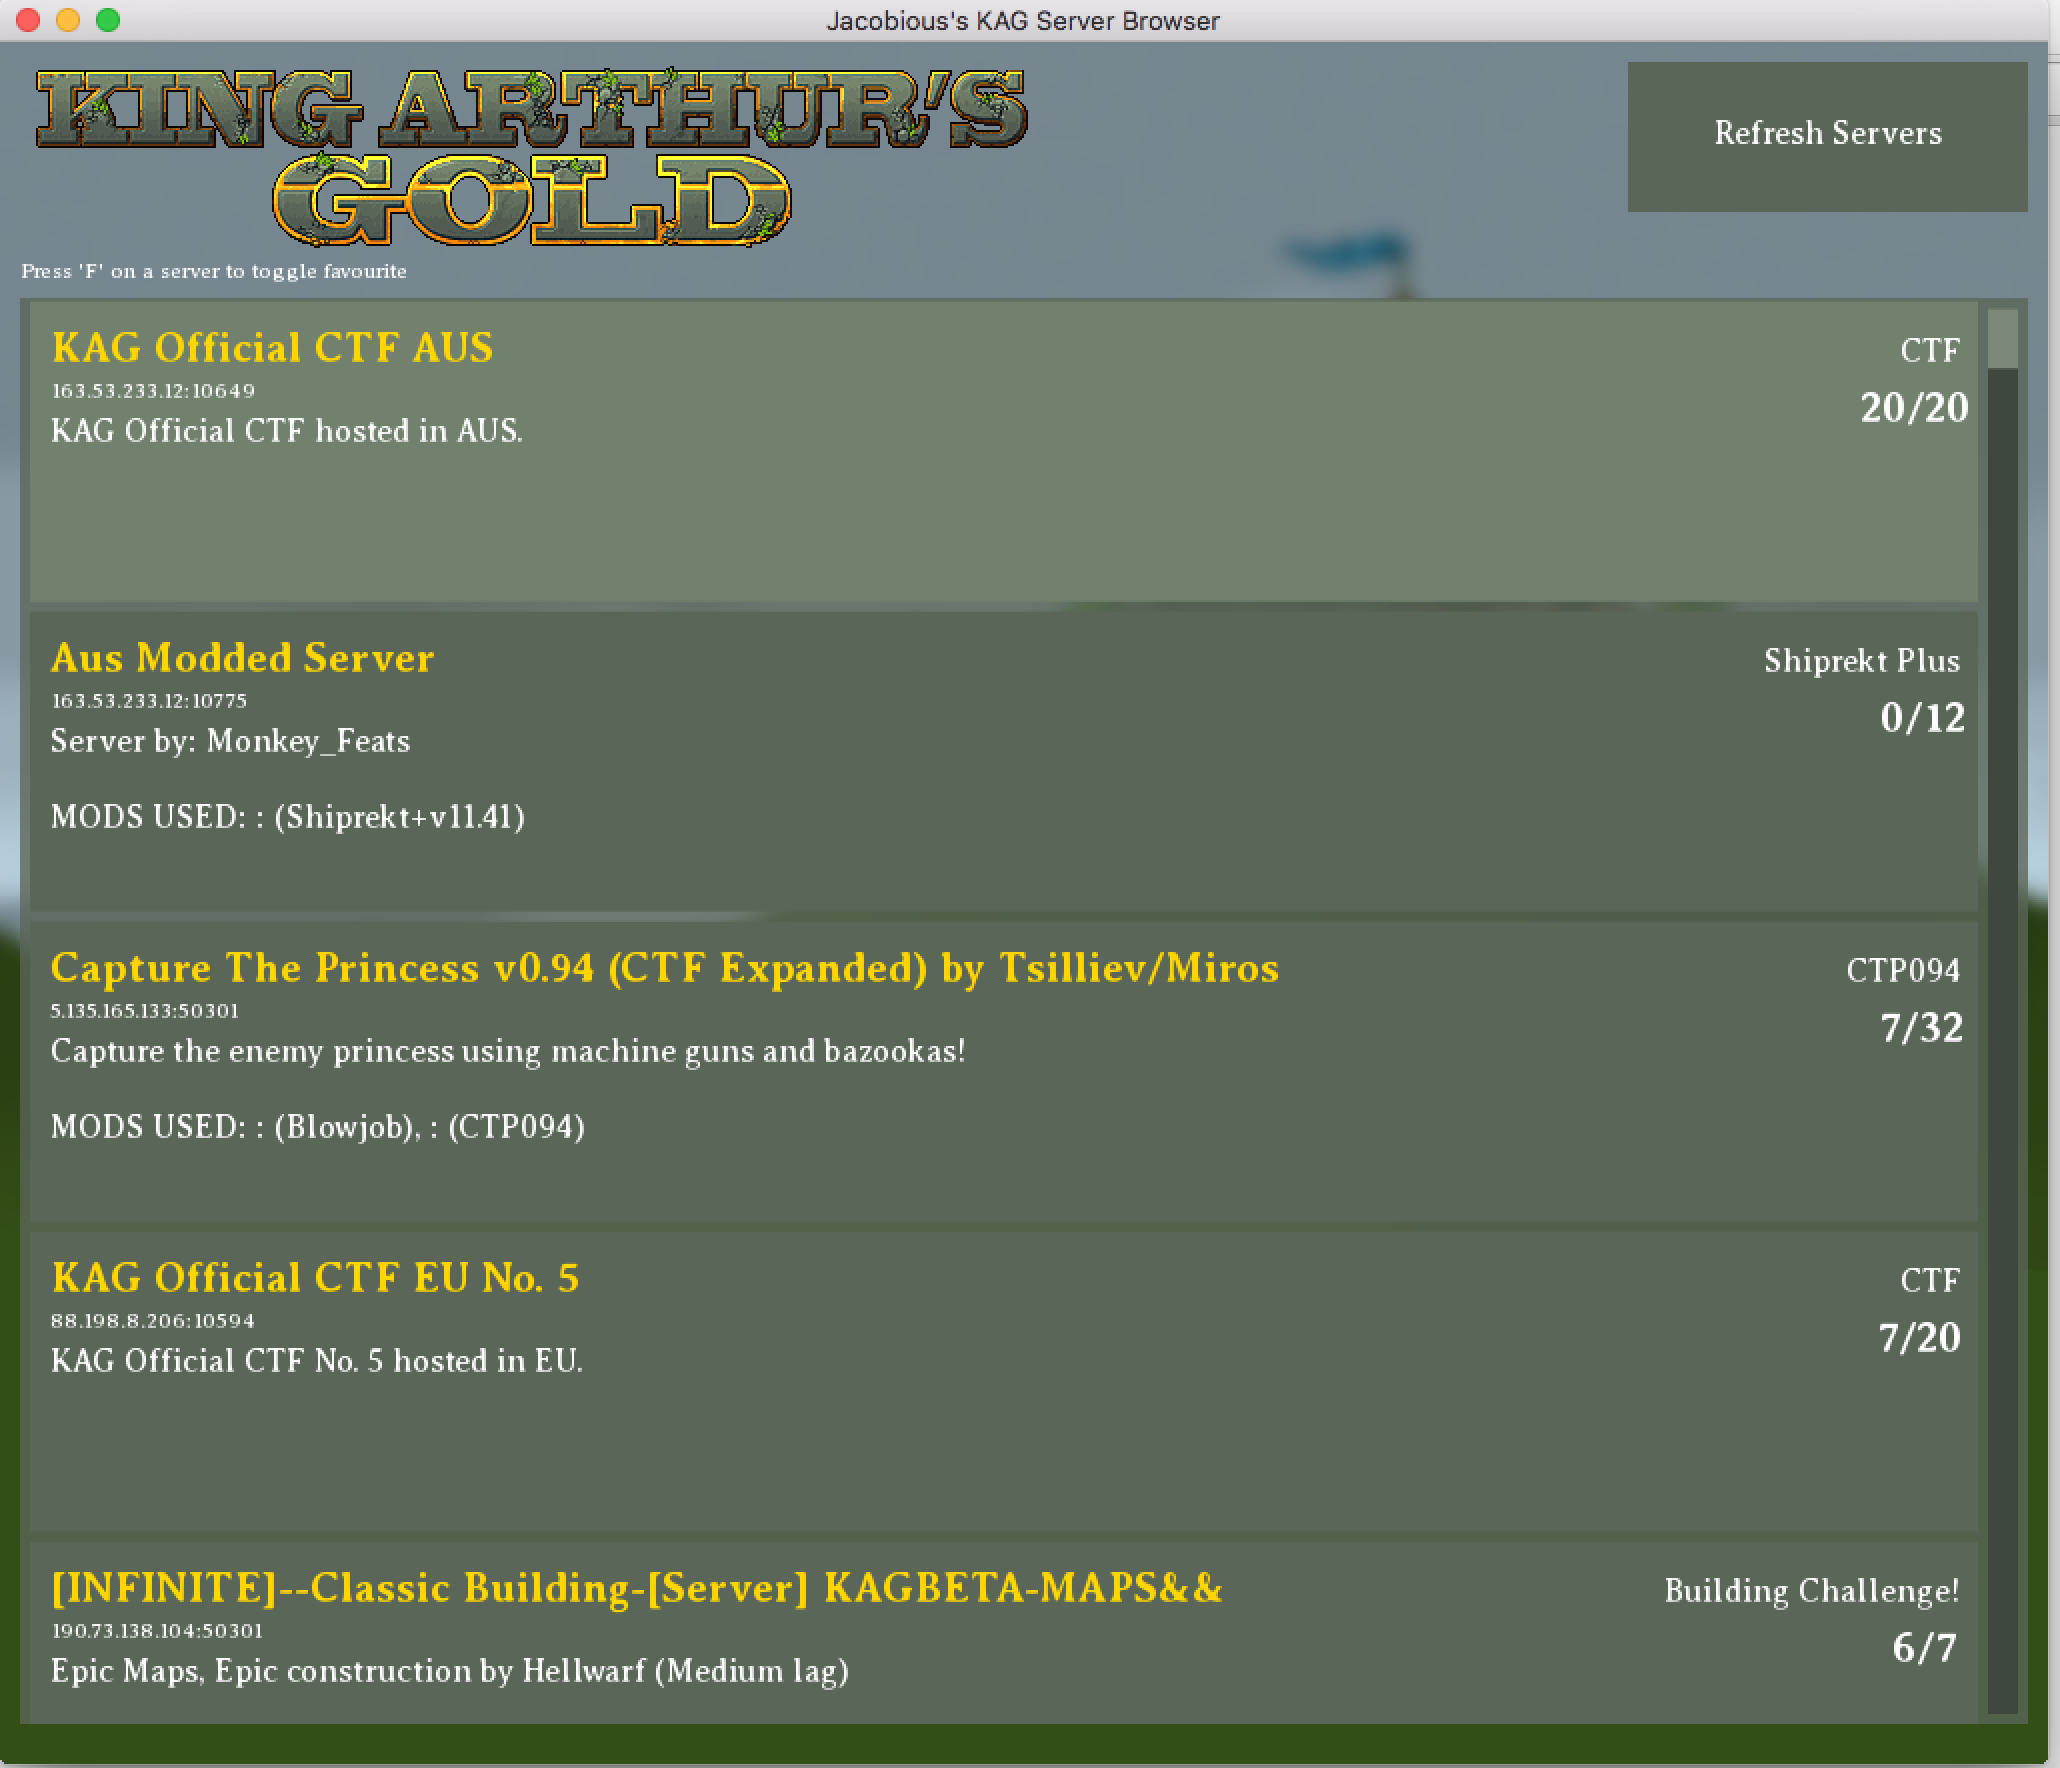 Jacobious's KAG Server Browser
KING ARTHUR'S
GOLD
Refresh Servers
Press 'F' on a server to toggle favourite
KAG Official CTF AUS
CTF
163.53.233.12:10649
20/20
KAG Official CTF hosted in AUS.
Aus Modded Server
Shiprekt Plus
163.53.233.12:10775
0/12
Server by: Monkey_Feats
MODS USED: : (Shiprekt+v11.41)
Capture The Princess v0.94 (CTF Expanded) by Tsilliev/Miros
CTP094
5.135.165.133:50301
7/32
Capture the enemy princess using machine guns and bazookas!
MODS USED: : (Blowjob), : (CTP094)
KAG Official CTF EU No. 5
CTF
88.198.8.206:10594
7/20
KAG Official CTF No. 5 hosted in EU.
[INFINITE]--Classic Building-[Server] KAGBETA-MAPS&&
Building Challenge!
190.73.138.104:50301
6/7
Epic Maps, Epic construction by Hellwarf (Medium lag)